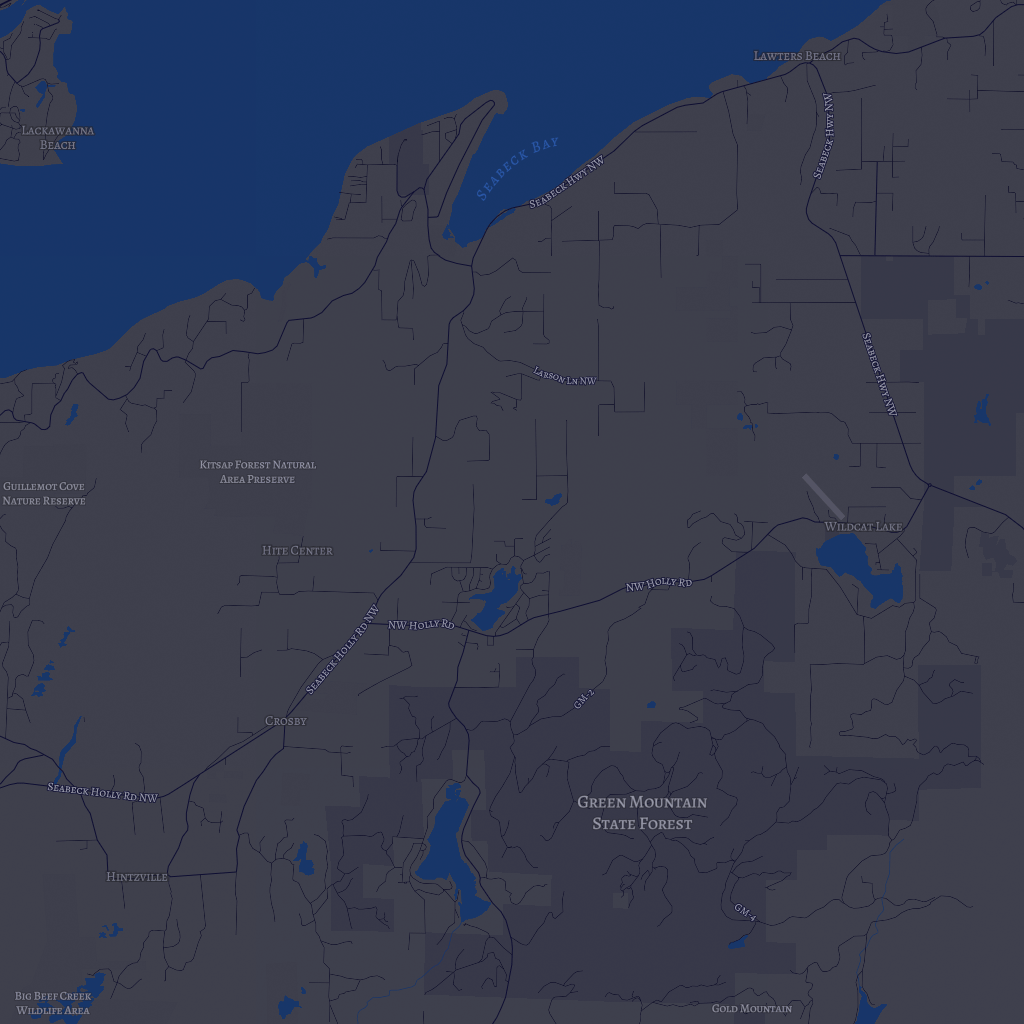 Lawters Beach
Lackawanna
Beach
Seabeck Hwy NW
Seabeck Bay
Seabeck Hwy NW
Seabeck Hwy NW
Larson Ln NW
Kitsap Forest Natural
Area Preserve
Guillemot Cove
Nature Reserve
Wildcat Lake
Hite Center
NW Holly Rd
NW Holly Rd
Seabeck Holly Rd NW
GM-2
Crosby
Seabeck Holly Rd NW
Green Mountain
State Forest
Hintzville
GM-4
Big Beef Creek
Wildlife Area
Gold Mountain